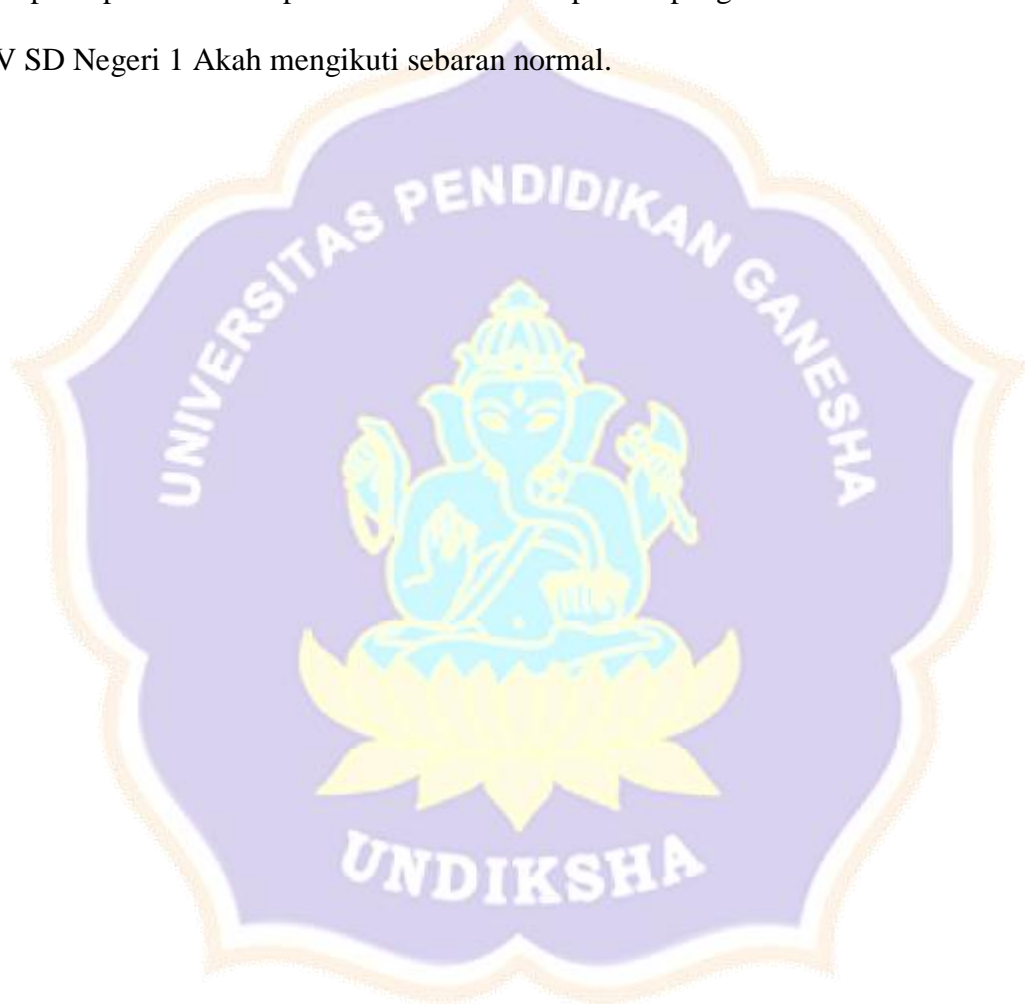 V SD Negeri 1 Akah mengikuti sebaran normal.
UNIVERSITAS PENDIDIKAN GANESHA
UNDIKSHA